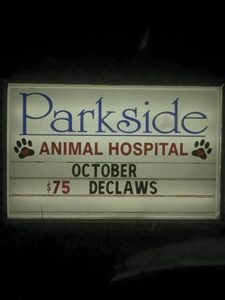 Parkside
ANIMAL HOSPITAL
OCTOBER
$75 DECLAWS